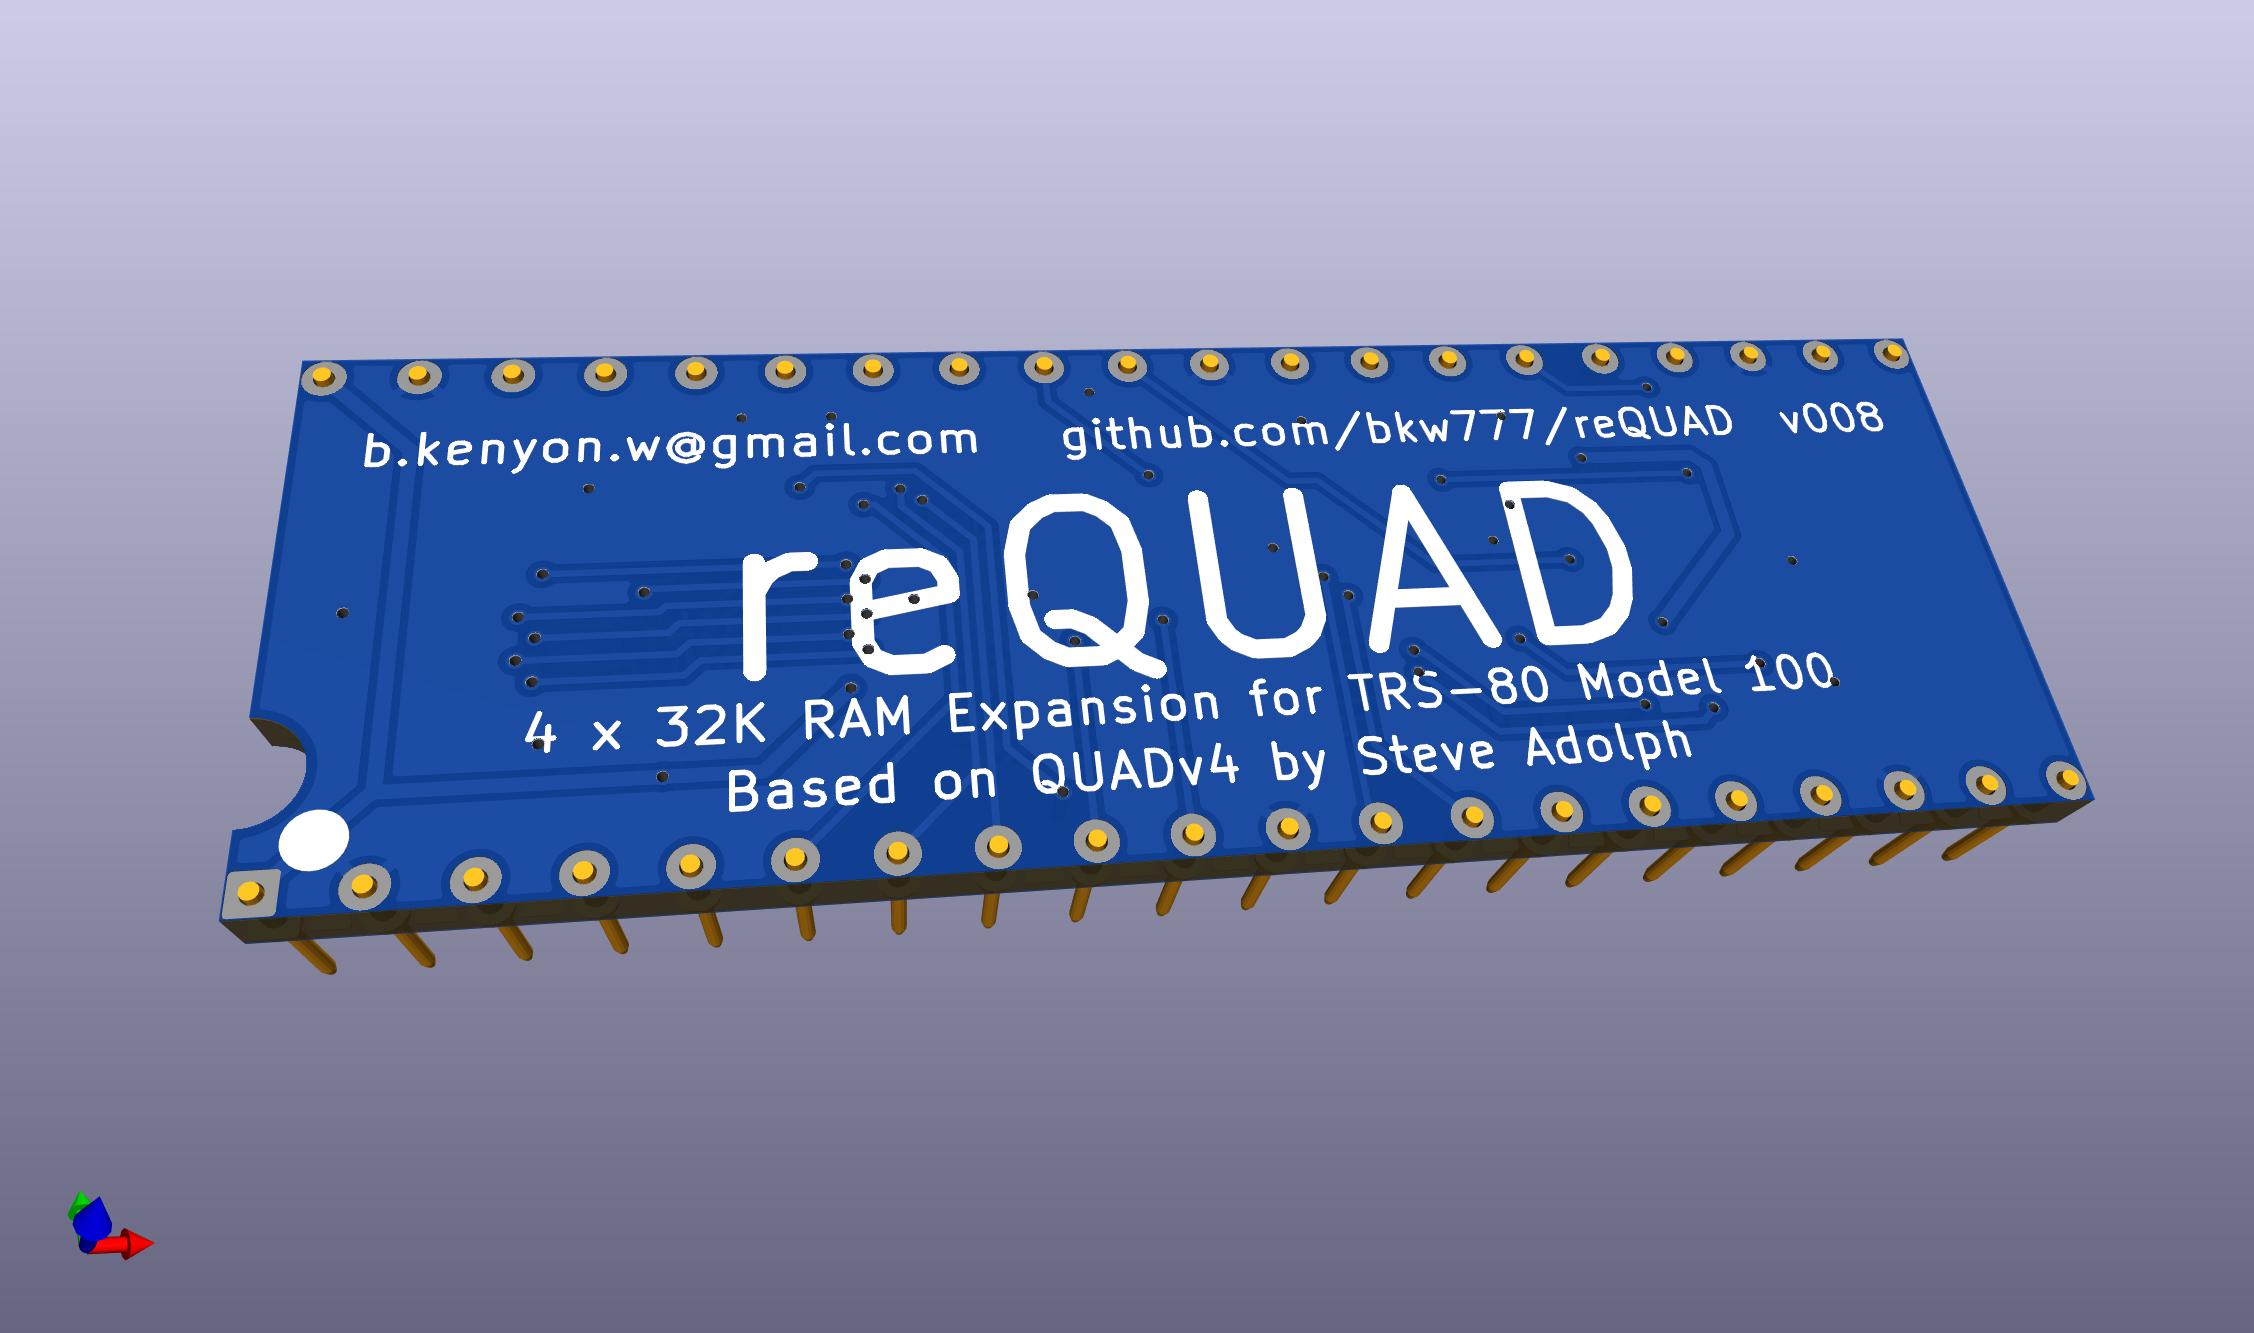 b.kenyon.w@gmail.com github.com/bkw777/reQUAD v008
reQUAD
4 x 32K RAM Expansion for TRS-80 Model 100
Based on QUADv4 by Steve Adolph